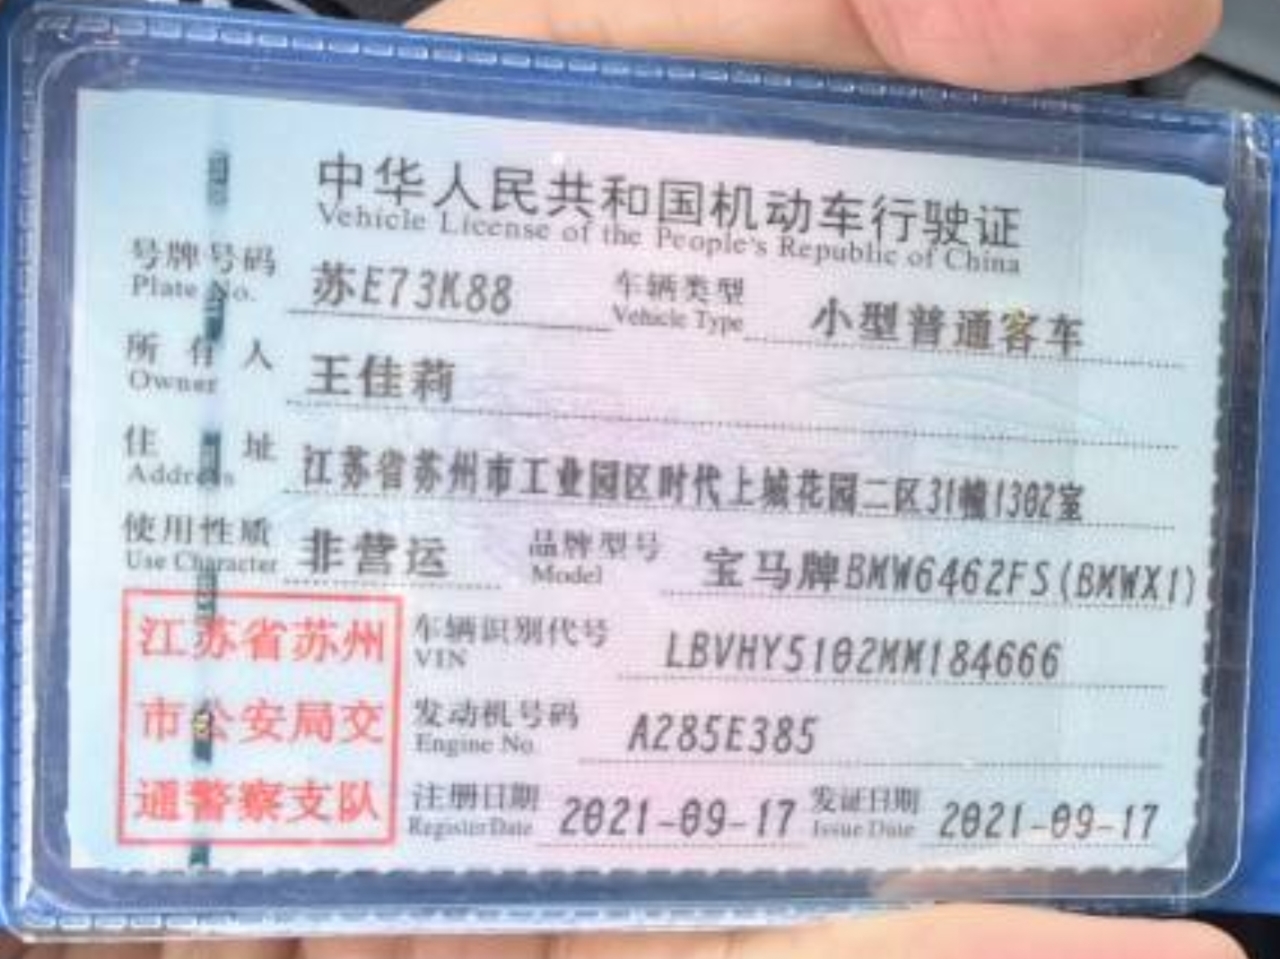 中华人民共和国机动车行驶证
Vehicle License of the People's Republic of China
号牌号码 苏E73K88 车辆类型 小型普通客车
Plate No. Vehicle Type
所有人 王佳莉
Owner
住址 江苏省苏州市工业园区时代上城花园二区31幢1302室
Address
使用性质 非营运 品牌型号 宝马牌BMW6462FS(BMWX1)
Use Character Model
江苏省苏州
市公安局交
通警察支队
车辆识别代号 LBVHY5102MM184666
VIN
发动机号码 A285E385
Engine No.
注册日期 2021-09-17 发证日期 2021-09-17
Register Date Issue Date